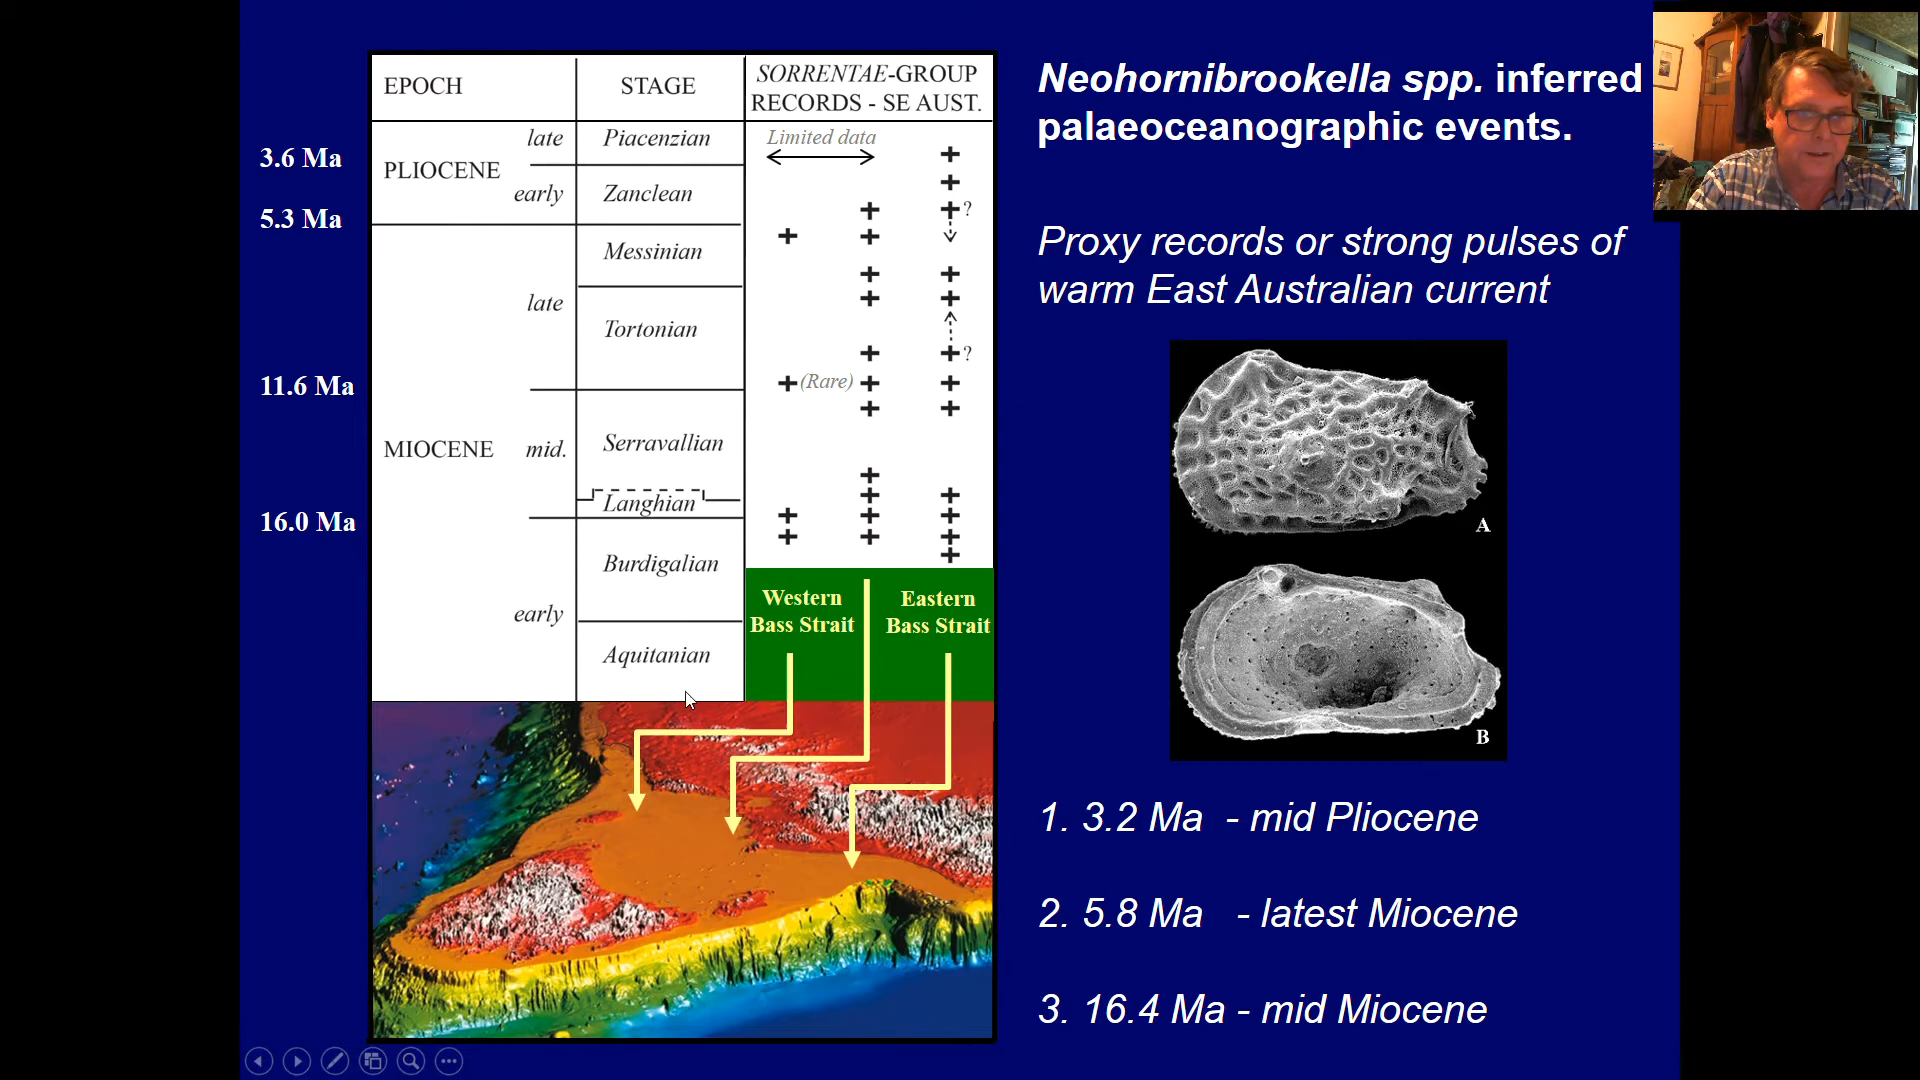 EPOCH
STAGE
SORRENTAE-GROUP
RECORDS - SE AUST.
3.6 Ma
5.3 Ma
11.6 Ma
16.0 Ma
PLIOCENE
late
early
Piacenzian
Zanclean
MIOCENE
late
mid.
early
Messinian
Tortonian
Serravallian
Langhian
Burdigalian
Aquitanian
Limited data
?
?
(Rare)
Western
Bass Strait
Eastern
Bass Strait
Neohornibrookella spp. inferred
palaeoceanographic events.
Proxy records or strong pulses of
warm East Australian current
A
B
1. 3.2 Ma - mid Pliocene
2. 5.8 Ma - latest Miocene
3. 16.4 Ma - mid Miocene